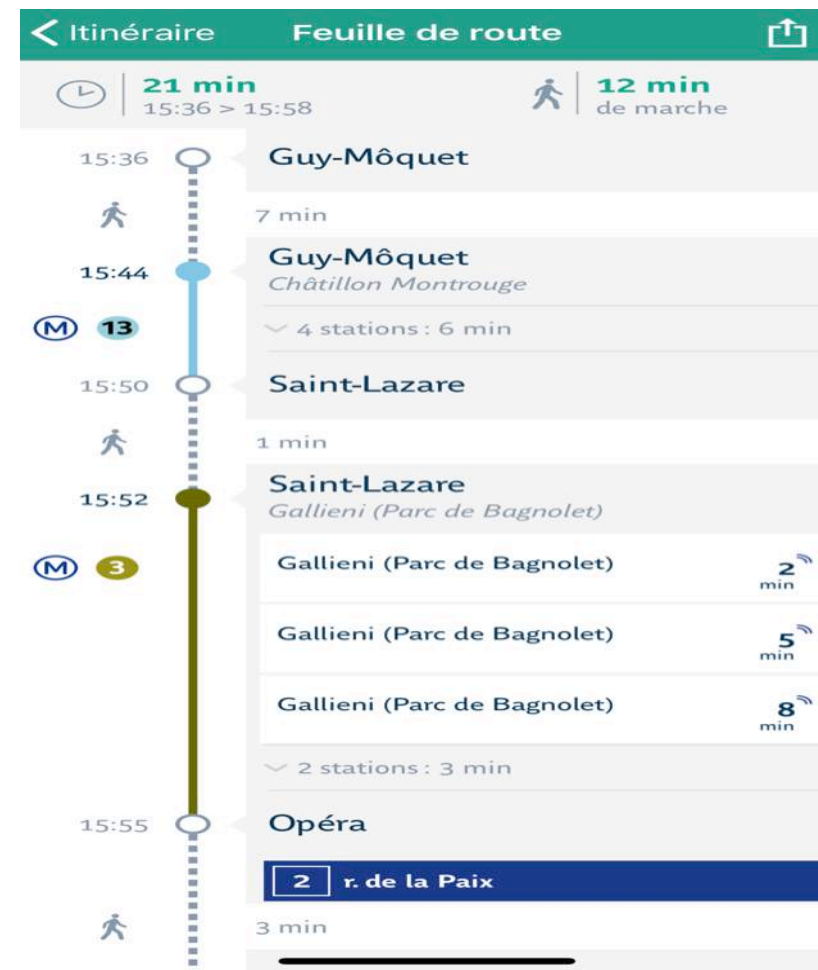 Itinéraire Feuille de route
21 min 12 min
15:36 > 15:58 de marche
15:36 Guy-Môquet
7 min
15:44 Guy-Môquet
Châtillon Montrouge
M 13 4 stations : 6 min
15:50 Saint-Lazare
1 min
15:52 Saint-Lazare
Gallieni (Parc de Bagnolet)
M 3 Gallieni (Parc de Bagnolet) 2
min
Gallieni (Parc de Bagnolet) 5
min
Gallieni (Parc de Bagnolet) 8
min
2 stations : 3 min
15:55 Opéra
2 r. de la Paix
3 min